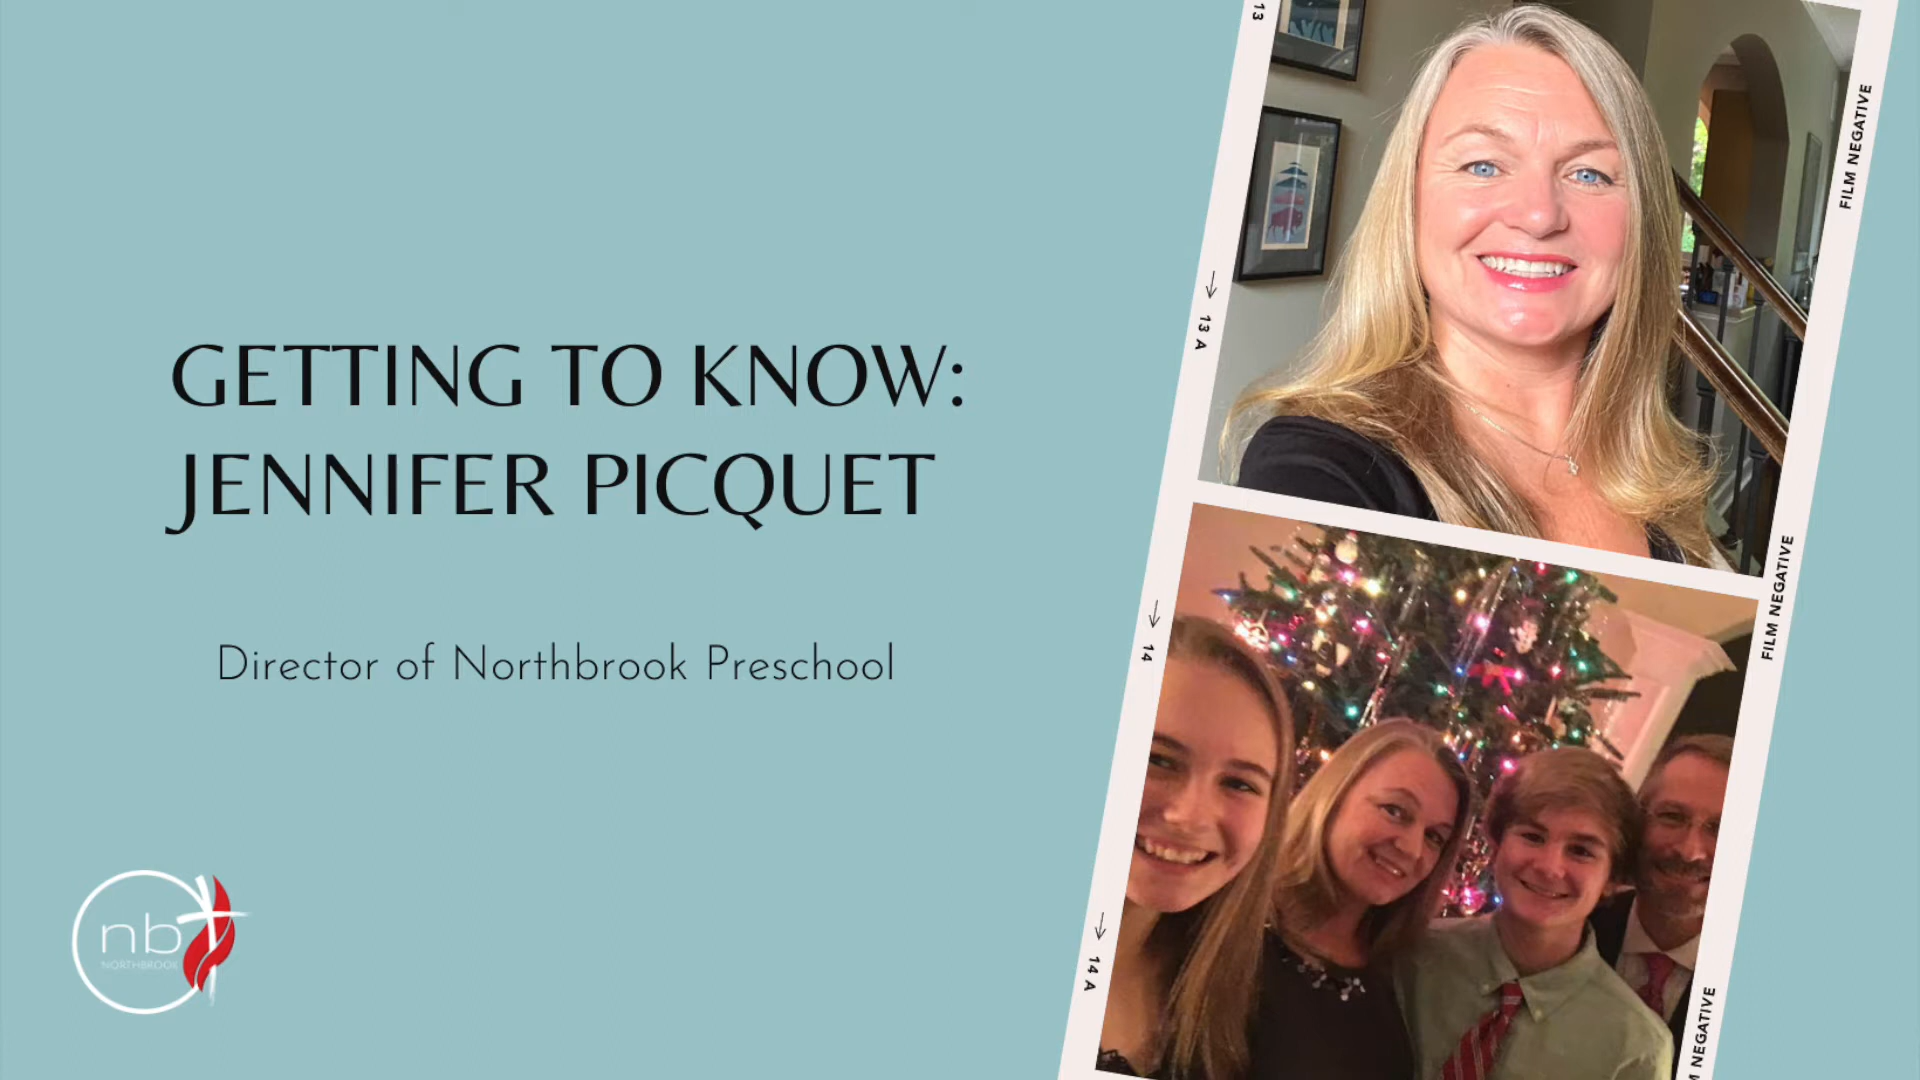 GETTING TO KNOW:
JENNIFER PICQUET
Director of Northbrook Preschool
nb
NORTHBROOK
13
FILM NEGATIVE
→ 13 A
FILM NEGATIVE
→ 14
→ 14 A
M NEGATIVE